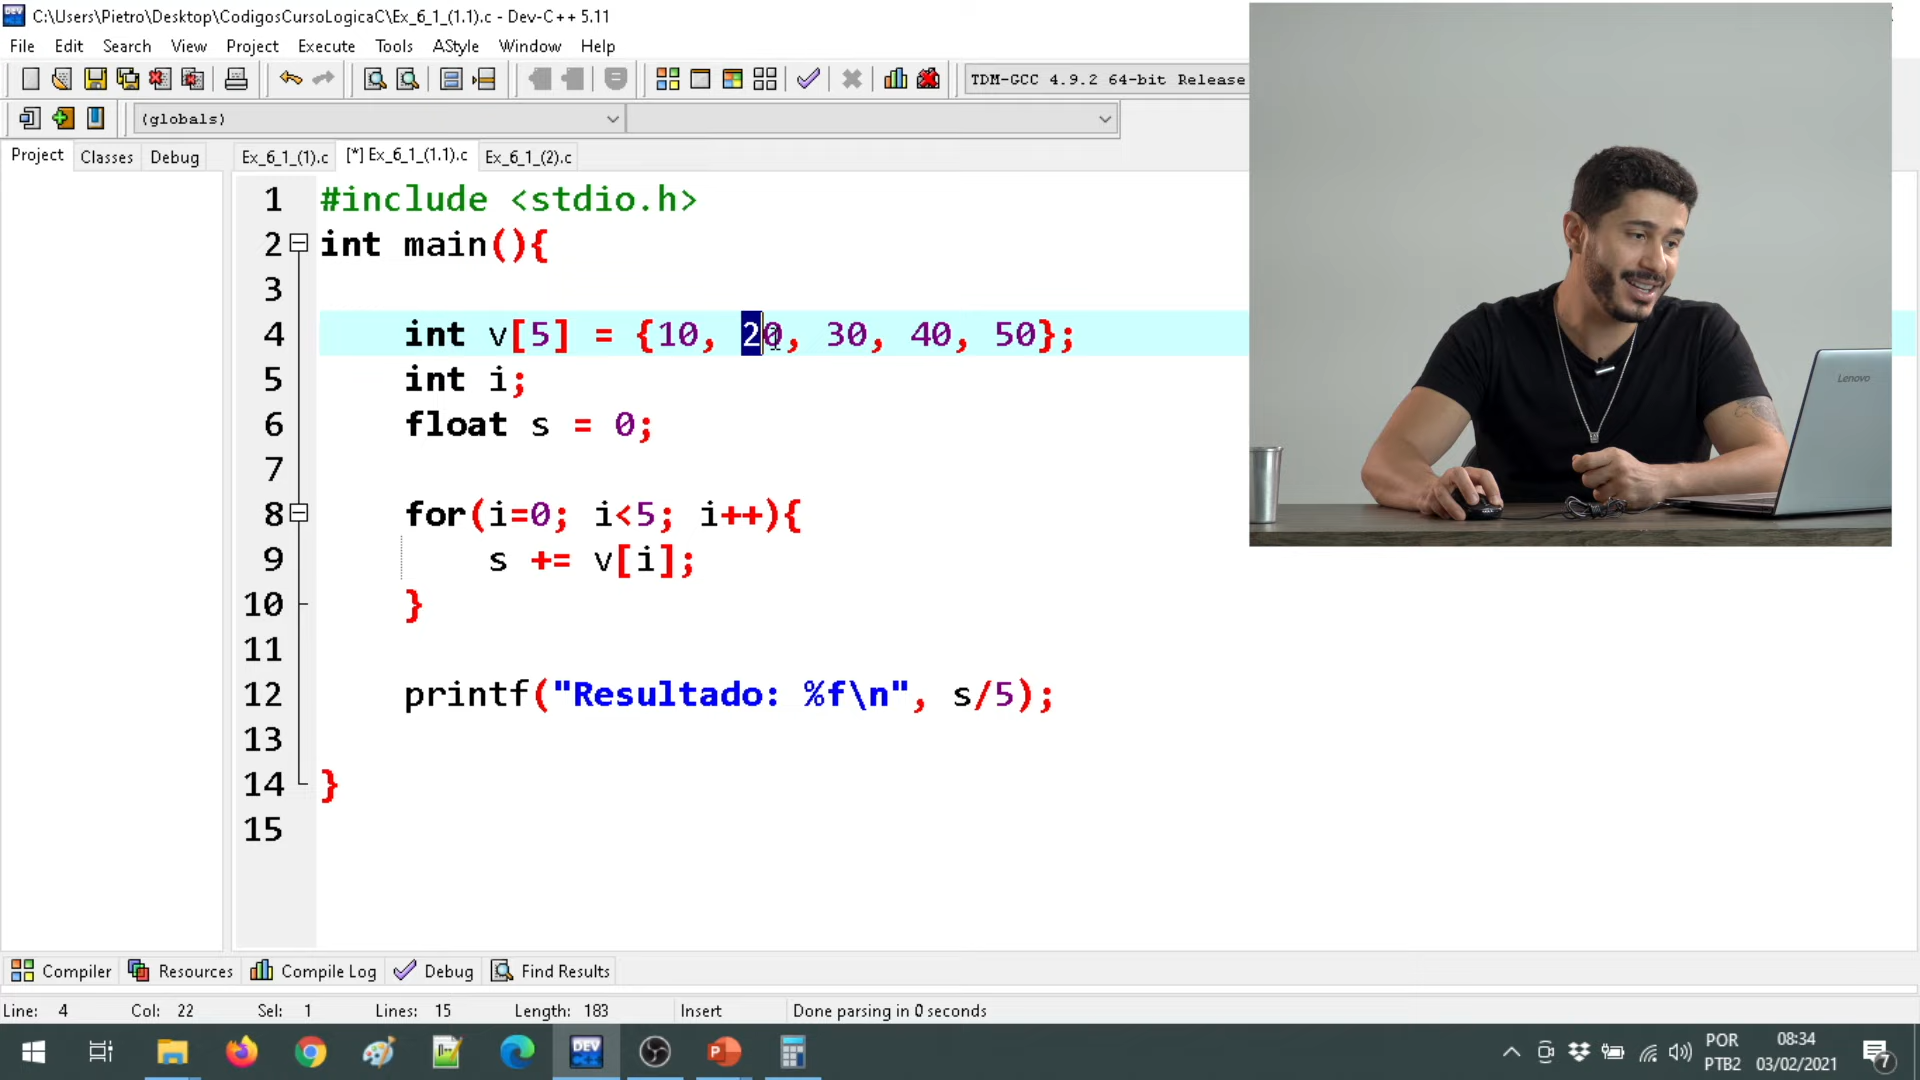 C:\Users\Pietro\Desktop\CodigosCursoLogicaC\Ex_6_1_(1.1).c - Dev-C++ 5.11
File Edit Search View Project Execute Tools AStyle Window Help
TDM-GCC 4.9.2 64-bit Release
(globals)
Project Classes Debug Ex_6_1_(1).c [*] Ex_6_1_(1.1).c Ex_6_1_(2).c
1 #include <stdio.h>
2 int main(){
3
4 int v[5] = {10, 20, 30, 40, 50};
5 int i;
6 float s = 0;
7
8 for(i=0; i<5; i++){
9 s += v[i];
10 }
11
12 printf("Resultado: %f\n", s/5);
13
14 }
15
Lenovo
Compiler Resources Compile Log Debug Find Results
Line: 4 Col: 22 Sel: 1 Lines: 15 Length: 183 Insert Done parsing in 0 seconds
DEV
P
POR
PTB2
08:34
03/02/2021
7